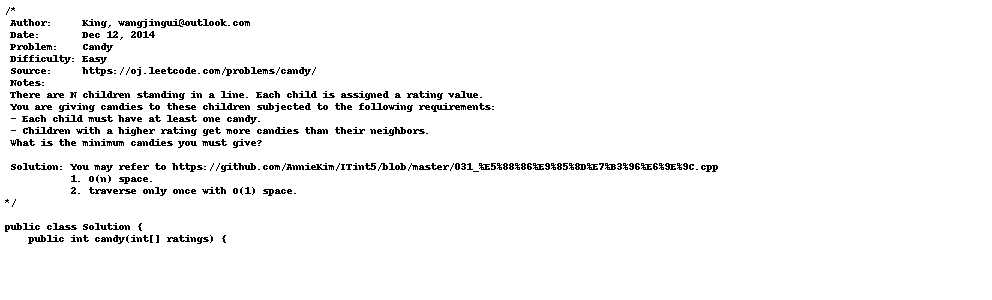 /*
 Author:     King, wangjingui@outlook.com
 Date:       Dec 12, 2014
 Problem:    Candy
 Difficulty: Easy
 Source:     https://oj.leetcode.com/problems/candy/
 Notes:
 There are N children standing in a line. Each child is assigned a rating value.
 You are giving candies to these children subjected to the following requirements:
 - Each child must have at least one candy.
 - Children with a higher rating get more candies than their neighbors.
 What is the minimum candies you must give?

 Solution: You may refer to https://github.com/AnnieKim/ITint5/blob/master/031_%E5%88%86%E9%85%8D%E7%B3%96%E6%9E%9C.cpp
           1. O(n) space.
           2. traverse only once with O(1) space.
*/

public class Solution {
    public int candy(int[] ratings) {